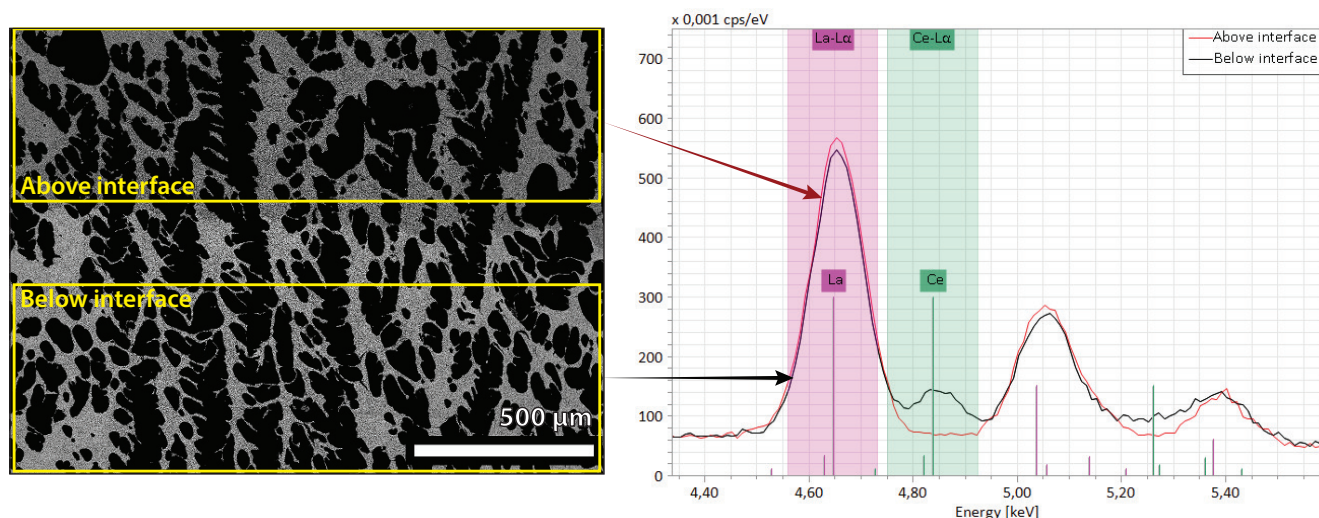 Above interface
Below interface
500 µm
x 0,001 cps/eV
La-Lα
Ce-Lα
Above interface
Below interface
700
600
500
400
300
200
100
0
La
Ce
4,40
4,60
4,80
5,00
5,20
5,40
Energy [keV]